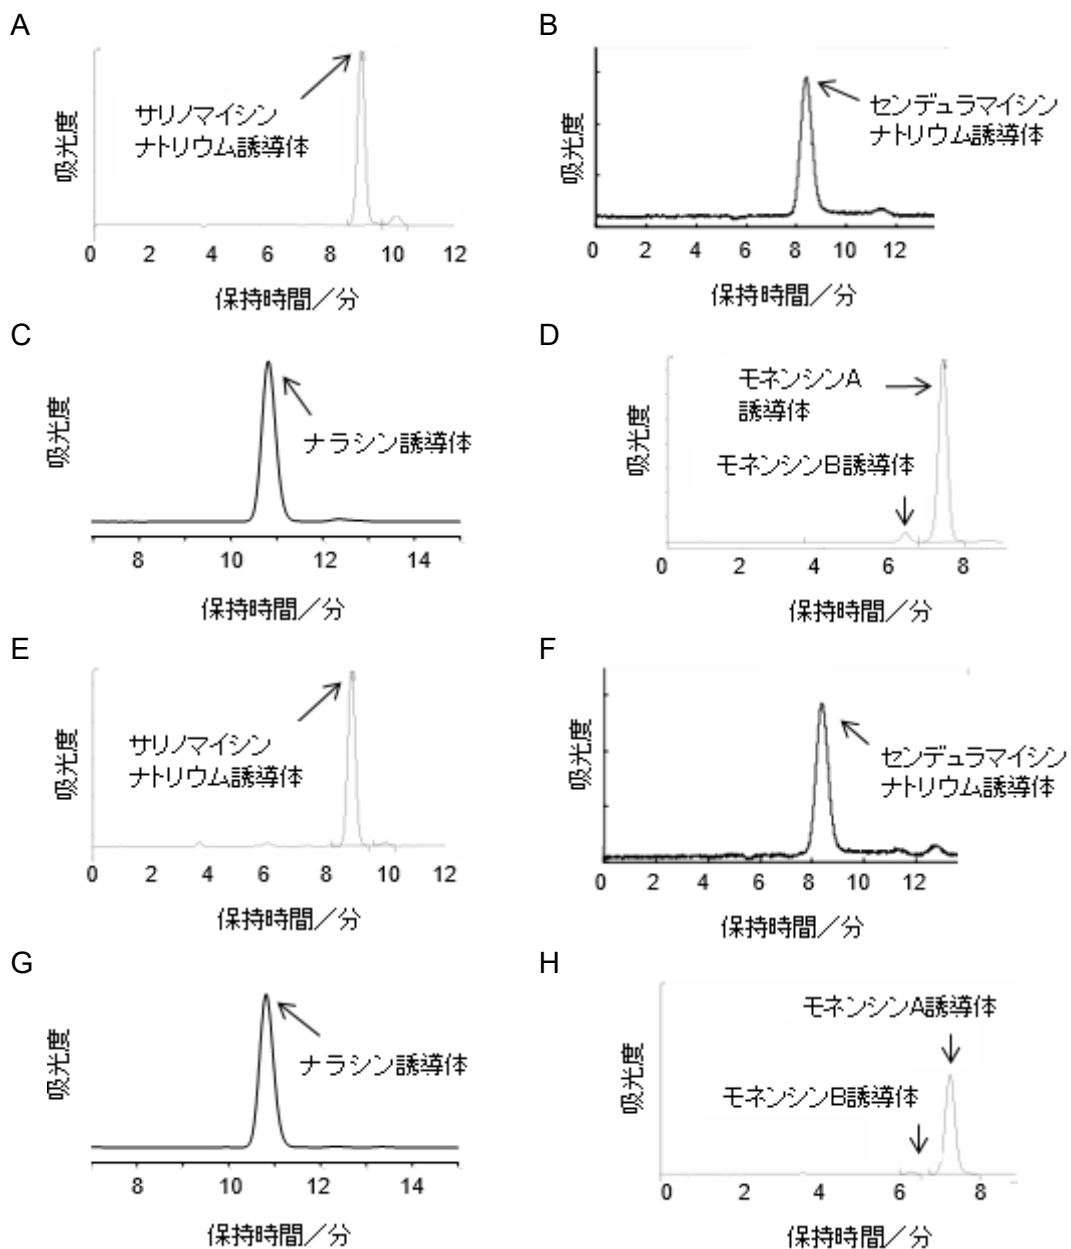 A
サリノマイシン
ナトリウム誘導体
吸光度
0 2 4 6 8 10 12
保持時間／分
B
センデュラマイシン
ナトリウム誘導体
吸光度
0 2 4 6 8 10 12
保持時間／分
C
ナラシン誘導体
吸光度
8 10 12 14
保持時間／分
D
モネンシンA
誘導体
モネンシンB誘導体
吸光度
0 2 4 6 8
保持時間／分
E
サリノマイシン
ナトリウム誘導体
吸光度
0 2 4 6 8 10 12
保持時間／分
F
センデュラマイシン
ナトリウム誘導体
吸光度
0 2 4 6 8 10 12
保持時間／分
G
ナラシン誘導体
吸光度
8 10 12 14
保持時間／分
H
モネンシンA誘導体
モネンシンB誘導体
吸光度
0 2 4 6 8
保持時間／分